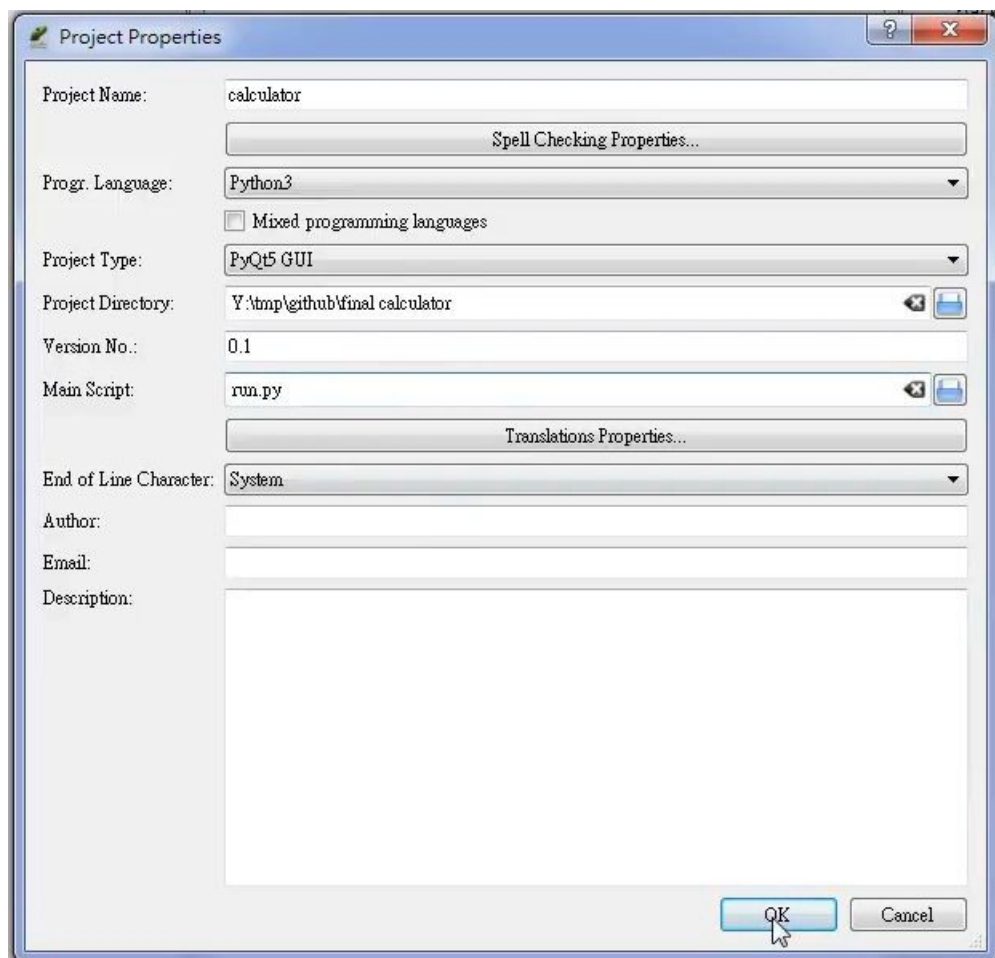 Project Properties
Project Name: calculator
Spell Checking Properties...
Progr. Language: Python3
Mixed programming languages
Project Type: PyQt5 GUI
Project Directory: Y:\tmp\github\final calculator
Version No.: 0.1
Main Script: run.py
Translations Properties...
End of Line Character: System
Author:
Email:
Description:
OK Cancel